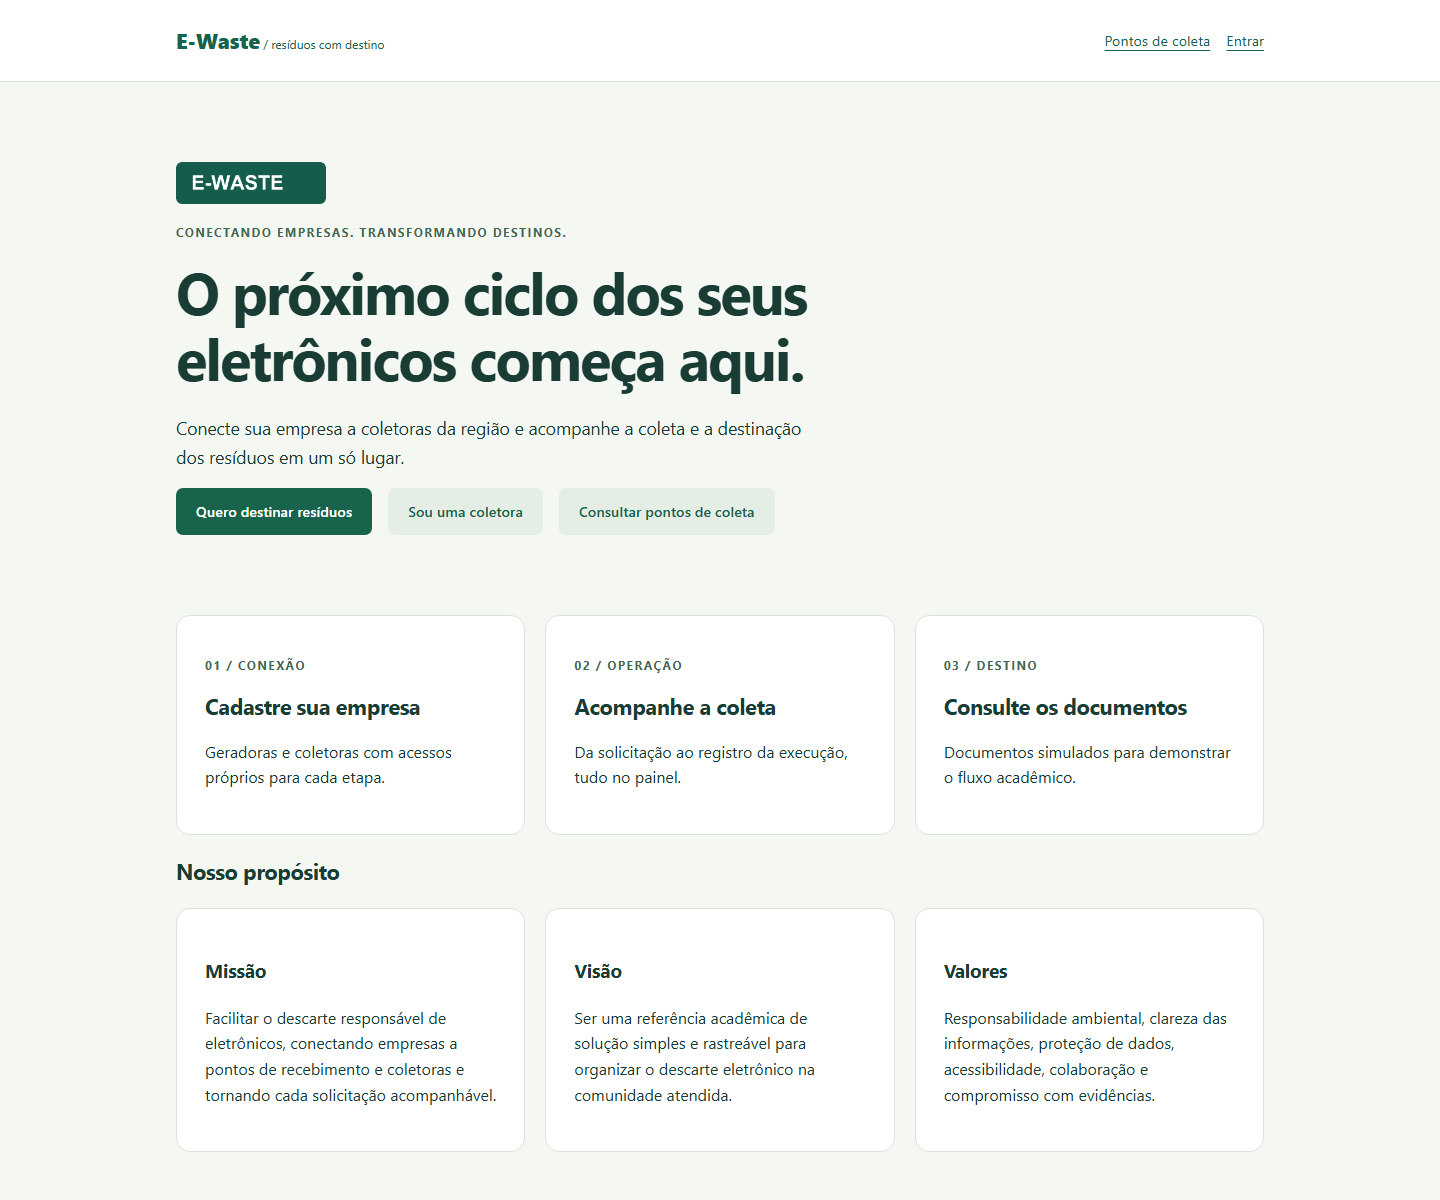 E-Waste / resíduos com destino
Pontos de coleta
Entrar
E-WASTE
CONECTANDO EMPRESAS. TRANSFORMANDO DESTINOS.
O próximo ciclo dos seus
eletrônicos começa aqui.
Conecte sua empresa a coletoras da região e acompanhe a coleta e a destinação
dos resíduos em um só lugar.
Quero destinar resíduos
Sou uma coletora
Consultar pontos de coleta
01 / CONEXÃO
Cadastre sua empresa
Geradoras e coletoras com acessos
próprios para cada etapa.
02 / OPERAÇÃO
Acompanhe a coleta
Da solicitação ao registro da execução,
tudo no painel.
03 / DESTINO
Consulte os documentos
Documentos simulados para demonstrar
o fluxo acadêmico.
Nosso propósito
Missão
Facilitar o descarte responsável de
eletrônicos, conectando empresas a
pontos de recebimento e coletoras e
tornando cada solicitação acompanhável.
Visão
Ser uma referência acadêmica de
solução simples e rastreável para
organizar o descarte eletrônico na
comunidade atendida.
Valores
Responsabilidade ambiental, clareza das
informações, proteção de dados,
acessibilidade, colaboração e
compromisso com evidências.